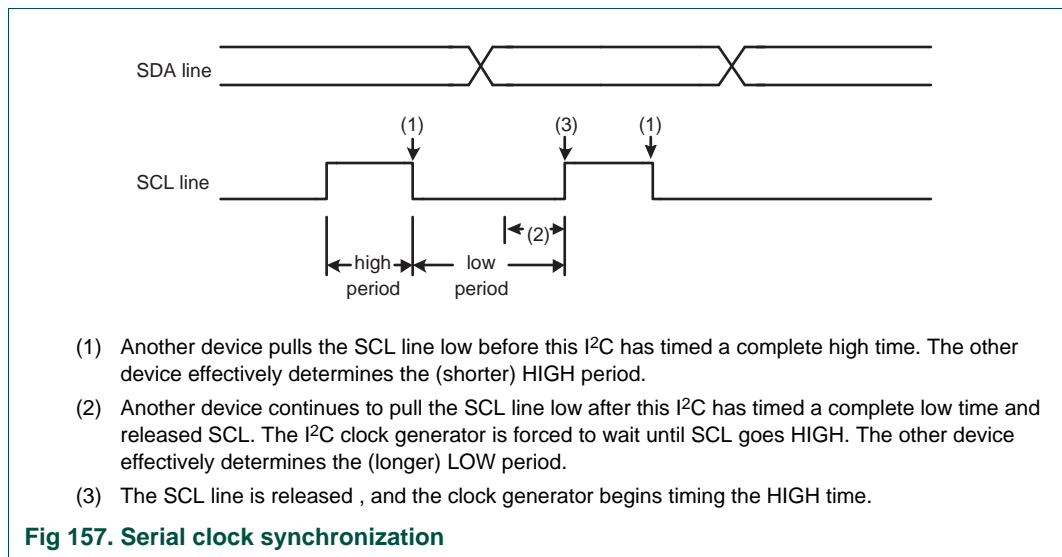 SDA line
(1) (3) (1)
SCL line
(2)
high low
period period
(1) Another device pulls the SCL line low before this I²C has timed a complete high time. The other
device effectively determines the (shorter) HIGH period.
(2) Another device continues to pull the SCL line low after this I²C has timed a complete low time and
released SCL. The I²C clock generator is forced to wait until SCL goes HIGH. The other device
effectively determines the (longer) LOW period.
(3) The SCL line is released , and the clock generator begins timing the HIGH time.
Fig 157. Serial clock synchronization